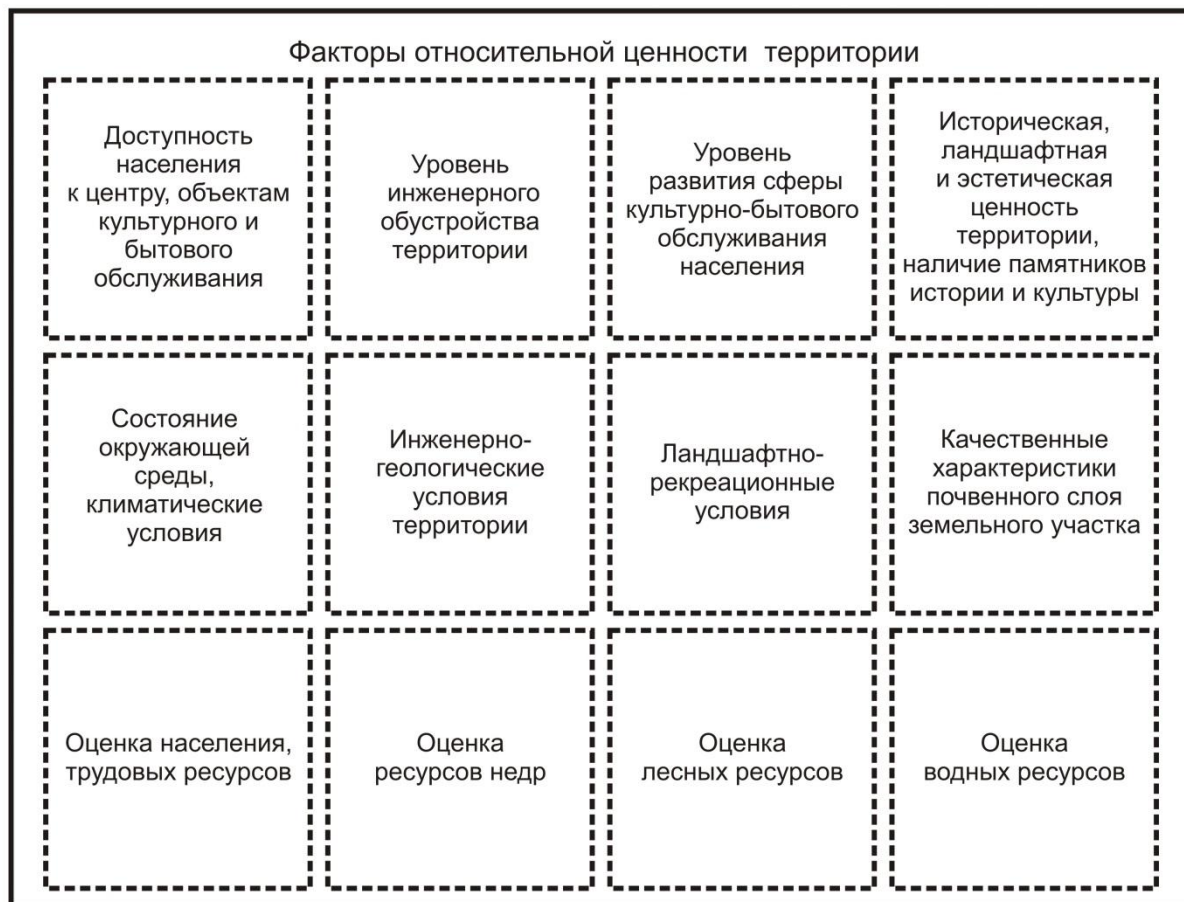 Факторы относительной ценности территории
Доступность
населения
к центру, объектам
культурного и
бытового
обслуживания
Уровень
инженерного
обустройства
территории
Уровень
развития сферы
культурно-бытового
обслуживания
населения
Историческая,
ландшафтная
и эстетическая
ценность
территории,
наличие памятников
истории и культуры
Состояние
окружающей
среды,
климатические
условия
Инженерно-
геологические
условия
территории
Ландшафтно-
рекреационные
условия
Качественные
характеристики
почвенного слоя
земельного участка
Оценка населения,
трудовых ресурсов
Оценка
ресурсов недр
Оценка
лесных ресурсов
Оценка
водных ресурсов